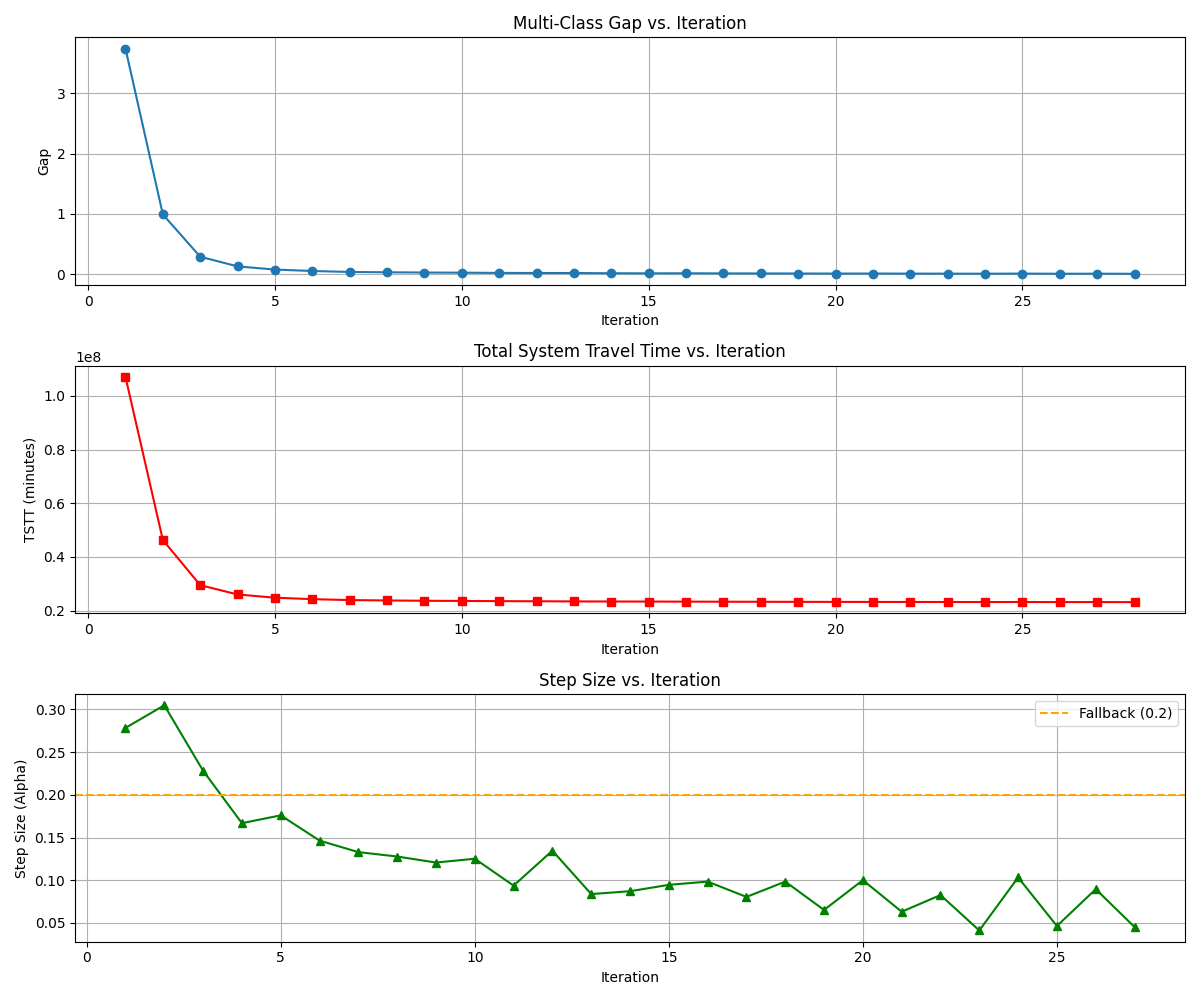 Multi-Class Gap vs. Iteration
Gap
3
2
1
0
0 5 10 15 20 25
Iteration
Total System Travel Time vs. Iteration
1e8
TSTT (minutes)
1.0
0.8
0.6
0.4
0.2
0 5 10 15 20 25
Iteration
Step Size vs. Iteration
Fallback (0.2)
Step Size (Alpha)
0.30
0.25
0.20
0.15
0.10
0.05
0 5 10 15 20 25
Iteration